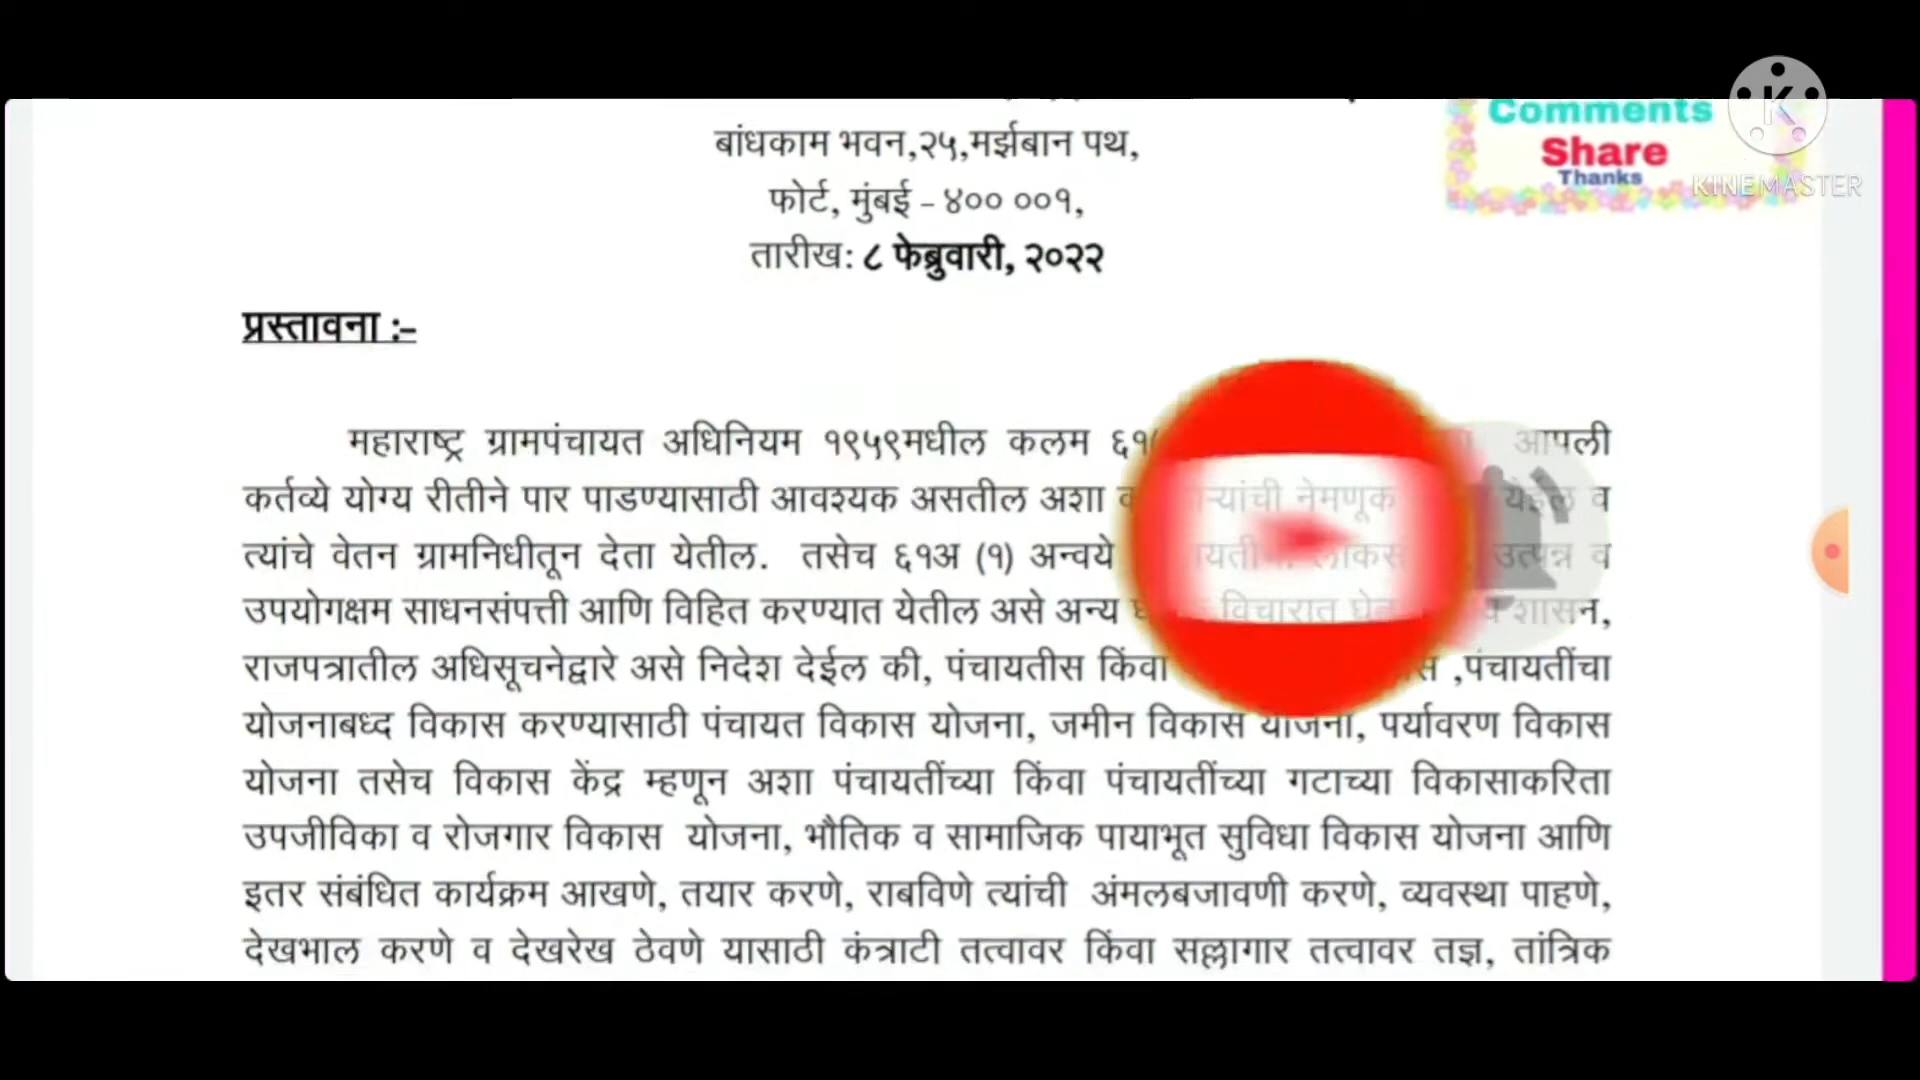 बांधकाम भवन,२५,मर्झबान पथ,
फोर्ट, मुंबई - ४०० ००१,
तारीख: ८ फेब्रुवारी, २०२२
Comments
Share
Thanks
K
KINEMASTER
प्रस्तावना :-
महाराष्ट्र ग्रामपंचायत अधिनियम १९५९मधील कलम ६१ आपली
कर्तव्ये योग्य रीतीने पार पाडण्यासाठी आवश्यक असतील अशा नेमणूक येईल व
त्यांचे वेतन ग्रामनिधीतून देता येतील. तसेच ६१अ (१) अन्वये उत्पन्न व
उपयोगक्षम साधनसंपत्ती आणि विहित करण्यात येतील असे अन्य विचारात शासन,
राजपत्रातील अधिसूचनेद्वारे असे निदेश देईल की, पंचायतीस किंवा ,पंचायतींचा
योजनाबध्द विकास करण्यासाठी पंचायत विकास योजना, जमीन विकास योजना, पर्यावरण विकास
योजना तसेच विकास केंद्र म्हणून अशा पंचायतींच्या किंवा पंचायतींच्या गटाच्या विकासाकरिता
उपजीविका व रोजगार विकास योजना, भौतिक व सामाजिक पायाभूत सुविधा विकास योजना आणि
इतर संबंधित कार्यक्रम आखणे, तयार करणे, राबविणे त्यांची अंमलबजावणी करणे, व्यवस्था पाहणे,
देखभाल करणे व देखरेख ठेवणे यासाठी कंत्राटी तत्वावर किंवा सल्लागार तत्वावर तज्ञ, तांत्रिक